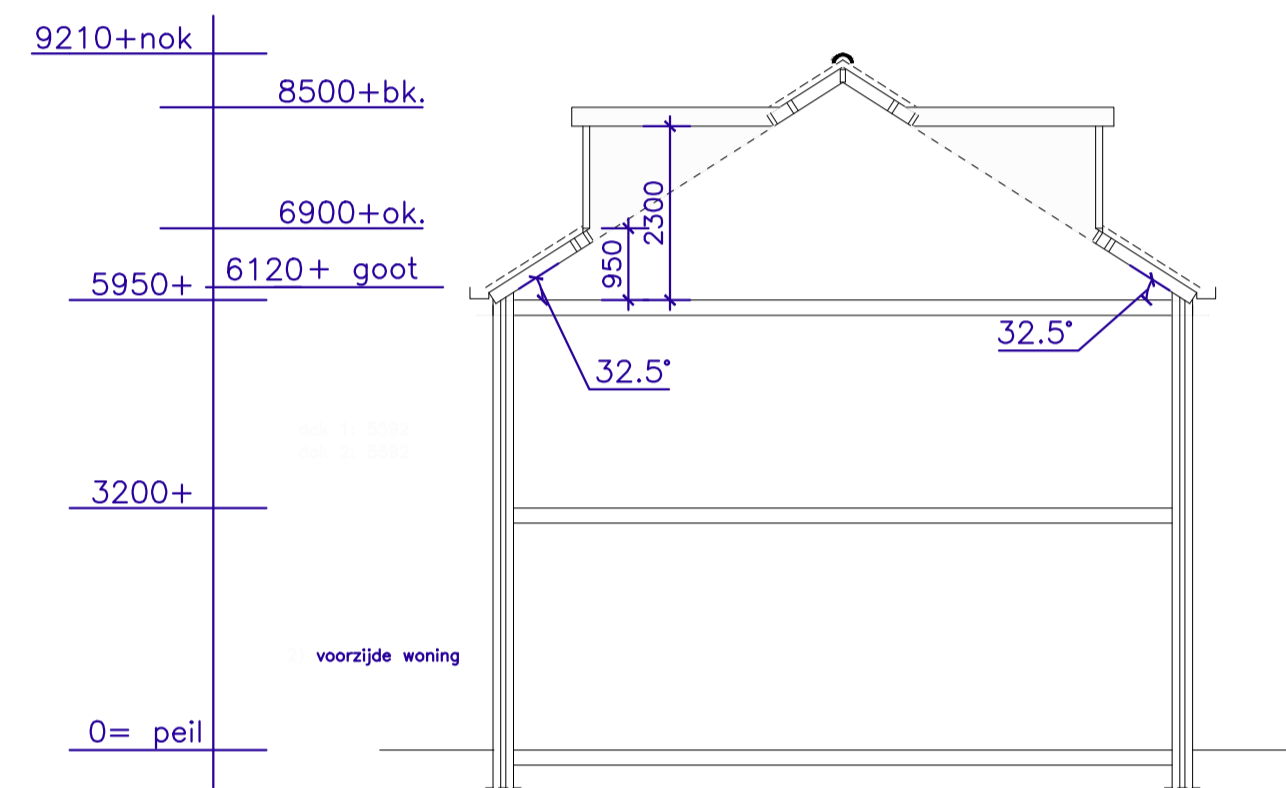 9210+nok
8500+bk.
6900+ok.
6120+ goot
5950+
2300
950
32.5°
32.5°
3200+
voorzijde woning
0= peil